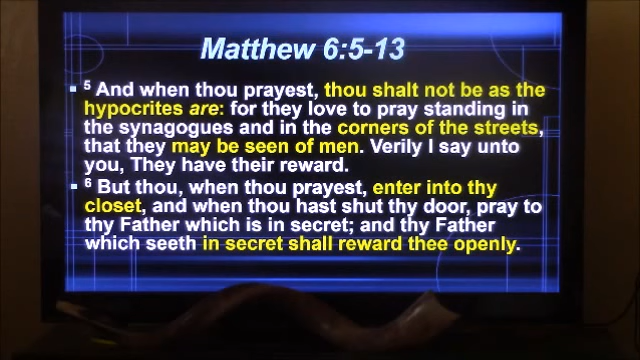 Matthew 6:5-13
▪ 5 And when thou prayest, thou shalt not be as the
hypocrites are: for they love to pray standing in
the synagogues and in the corners of the streets,
that they may be seen of men. Verily I say unto
you, They have their reward.
▪ 6 But thou, when thou prayest, enter into thy
closet, and when thou hast shut thy door, pray to
thy Father which is in secret; and thy Father
which seeth in secret shall reward thee openly.